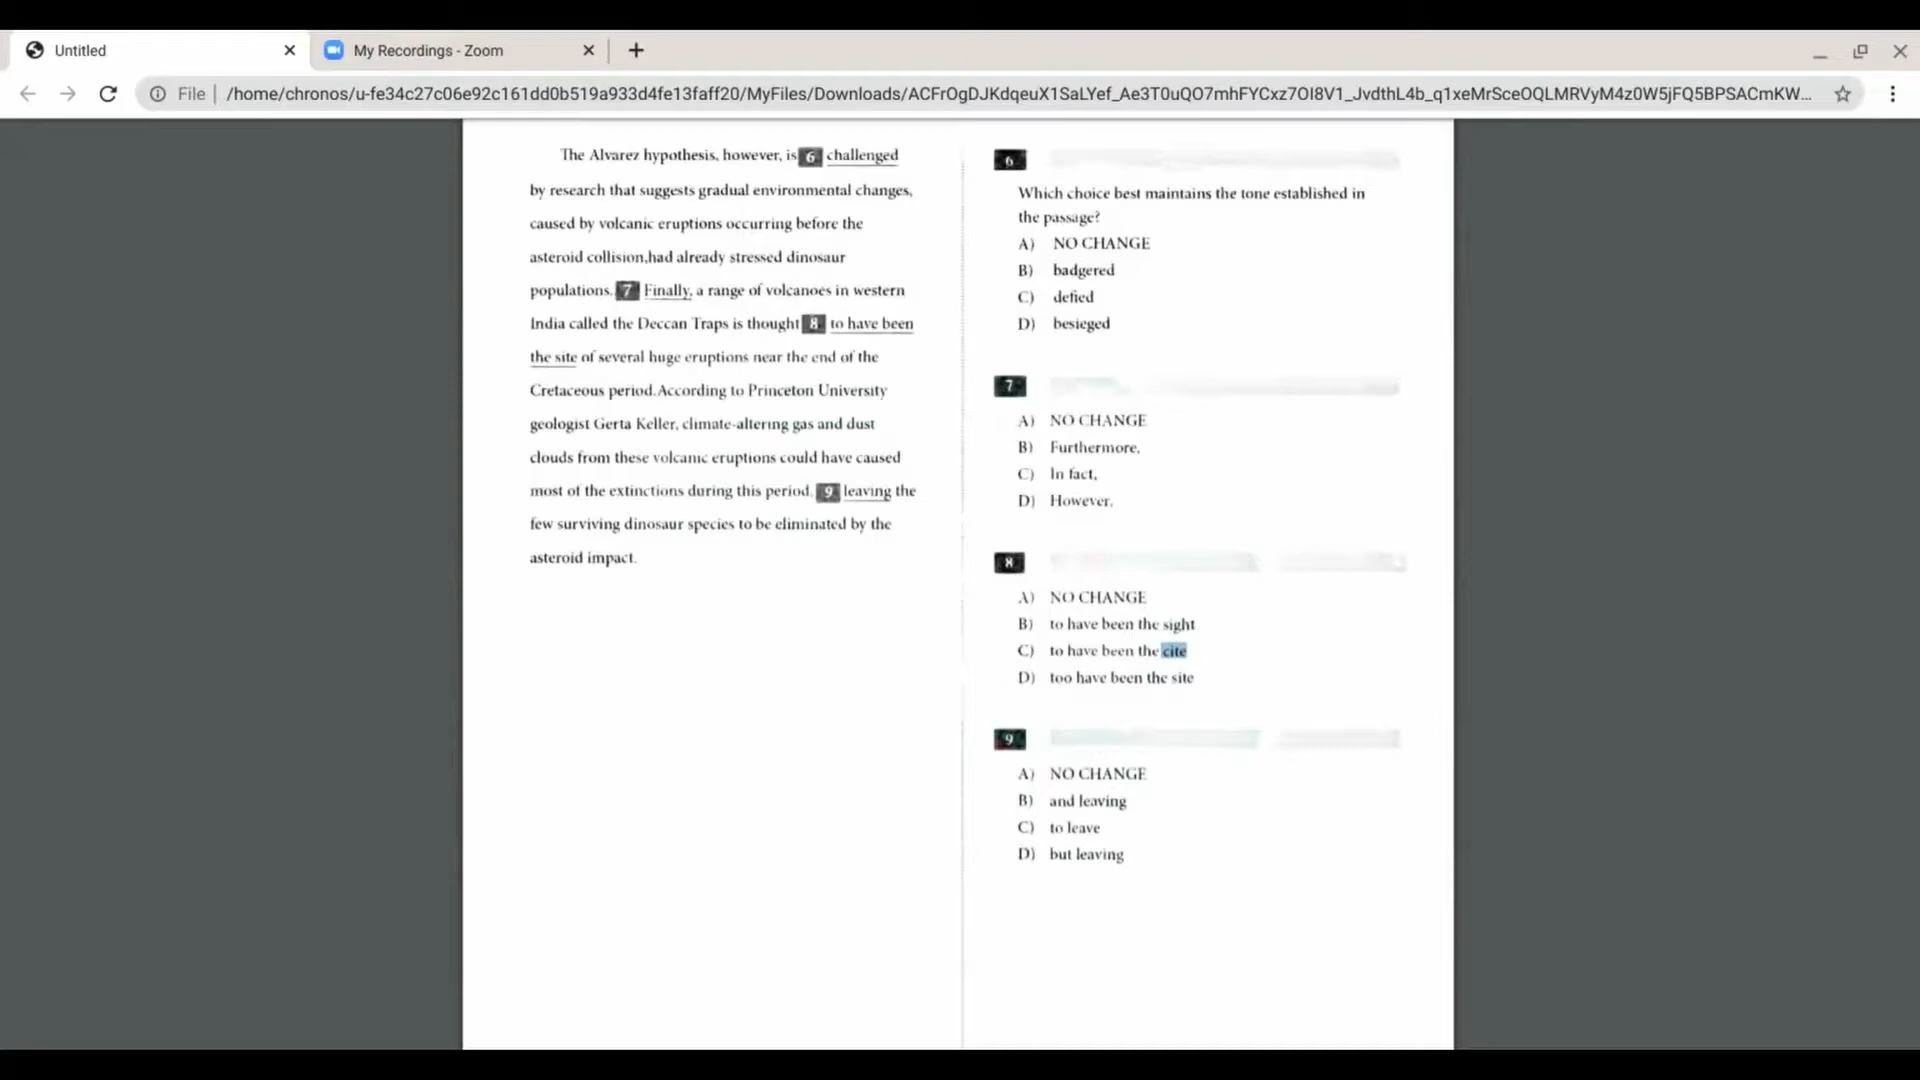 Untitled
My Recordings - Zoom
File
/home/chronos/u-fe34c27c06e92c161dd0b519a933d4fe13faff20/MyFiles/Downloads/ACFrOgDJKdqeuX1SaLYef_Ae3T0uQO7mhFYCxz7OI8V1_JvdthL4b_q1xeMrSceOQLMRVyM4z0W5jFQ5BPSACmKW...
The Alvarez hypothesis, however, is 6 challenged
by research that suggests gradual environmental changes,
caused by volcanic eruptions occurring before the
asteroid collision,had already stressed dinosaur
populations. 7 Finally, a range of volcanoes in western
India called the Deccan Traps is thought 8 to have been
the site of several huge eruptions near the end of the
Cretaceous period.According to Princeton University
geologist Gerta Keller, climate-altering gas and dust
clouds from these volcanic eruptions could have caused
most of the extinctions during this period, 9 leaving the
few surviving dinosaur species to be eliminated by the
asteroid impact.
6
Which choice best maintains the tone established in
the passage?
A) NO CHANGE
B) badgered
C) defied
D) besieged
7
A) NO CHANGE
B) Furthermore,
C) In fact,
D) However,
8
A) NO CHANGE
B) to have been the sight
C) to have been the cite
D) too have been the site
9
A) NO CHANGE
B) and leaving
C) to leave
D) but leaving